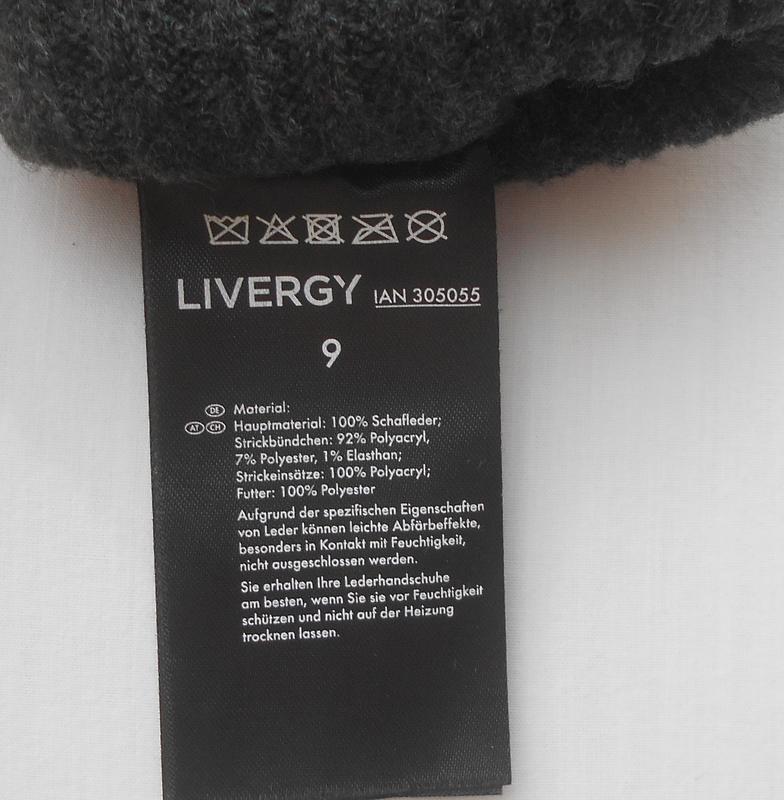 LIVERGY IAN 305055
9
DE Material:
AT CH Hauptmaterial: 100% Schafleder;
Strickbündchen: 92% Polyacryl,
7% Polyester, 1% Elasthan;
Strickeinsätze: 100% Polyacryl;
Futter: 100% Polyester
Aufgrund der spezifischen Eigenschaften
von Leder können leichte Abfärbeffekte,
besonders in Kontakt mit Feuchtigkeit,
nicht ausgeschlossen werden.
Sie erhalten Ihre Lederhandschuhe
am besten, wenn Sie sie vor Feuchtigkeit
schützen und nicht auf der Heizung
trocknen lassen.